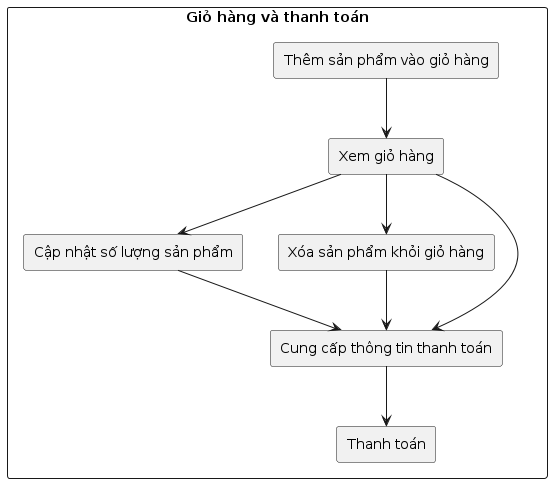 Giỏ hàng và thanh toán
Thêm sản phẩm vào giỏ hàng
Xem giỏ hàng
Cập nhật số lượng sản phẩm
Xóa sản phẩm khỏi giỏ hàng
Cung cấp thông tin thanh toán
Thanh toán